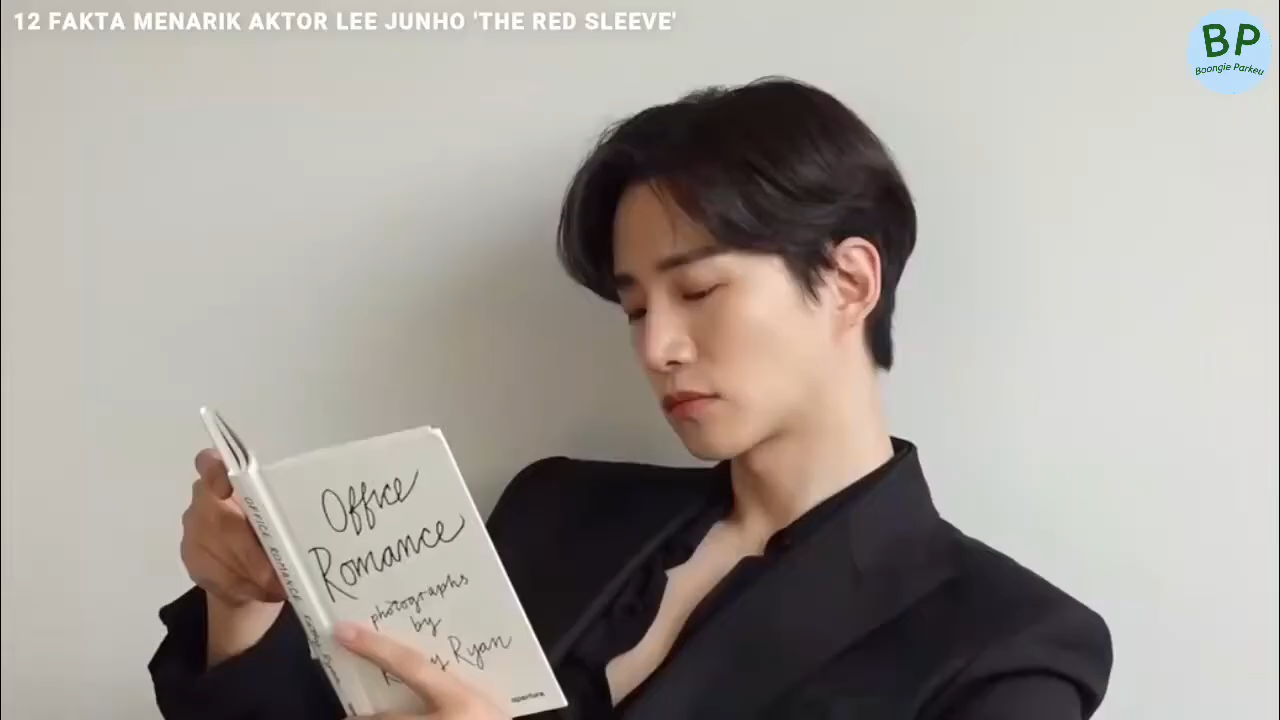 12 FAKTA MENARIK AKTOR LEE JUNHO 'THE RED SLEEVE'
BP
Boongie Parkeu
Office
Romance
photographs
by
Ryan
aperture
OFFICE ROMANCE